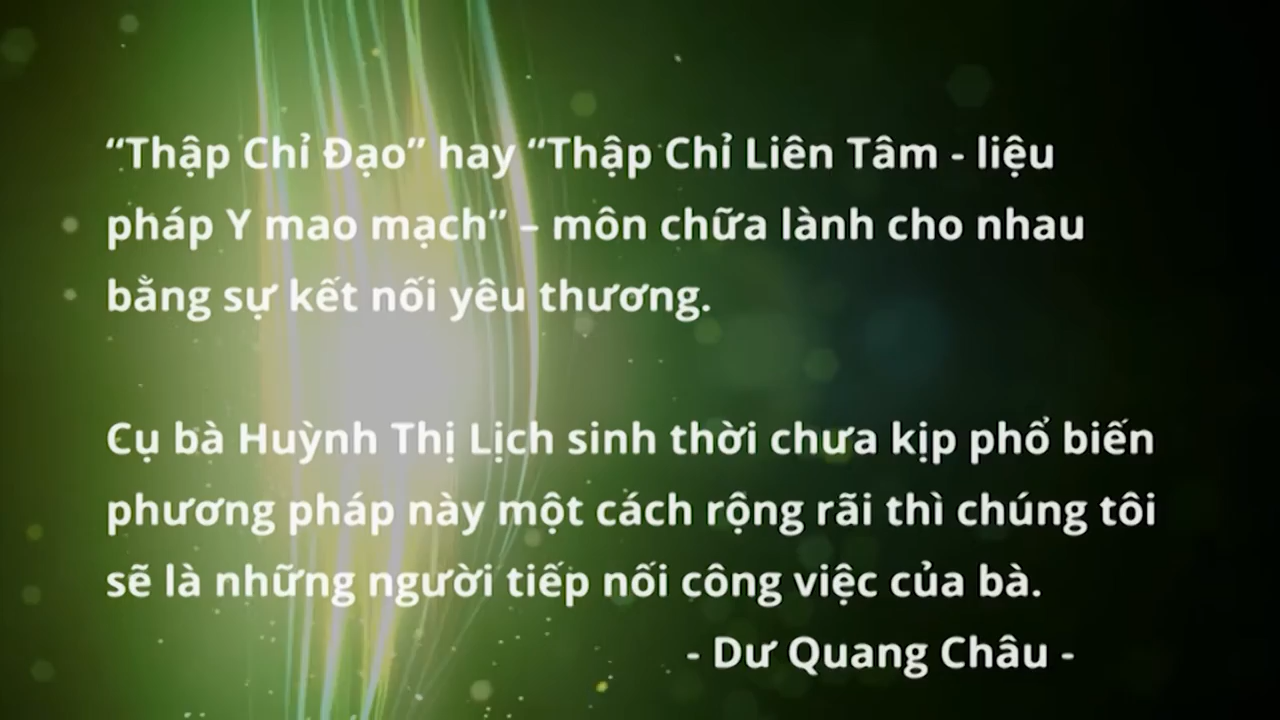 “Thập Chỉ Đạo” hay “Thập Chỉ Liên Tâm - liệu
pháp Y mao mạch” – môn chữa lành cho nhau
bằng sự kết nối yêu thương.
Cụ bà Huỳnh Thị Lịch sinh thời chưa kịp phổ biến
phương pháp này một cách rộng rãi thì chúng tôi
sẽ là những người tiếp nối công việc của bà.
- Dư Quang Châu -